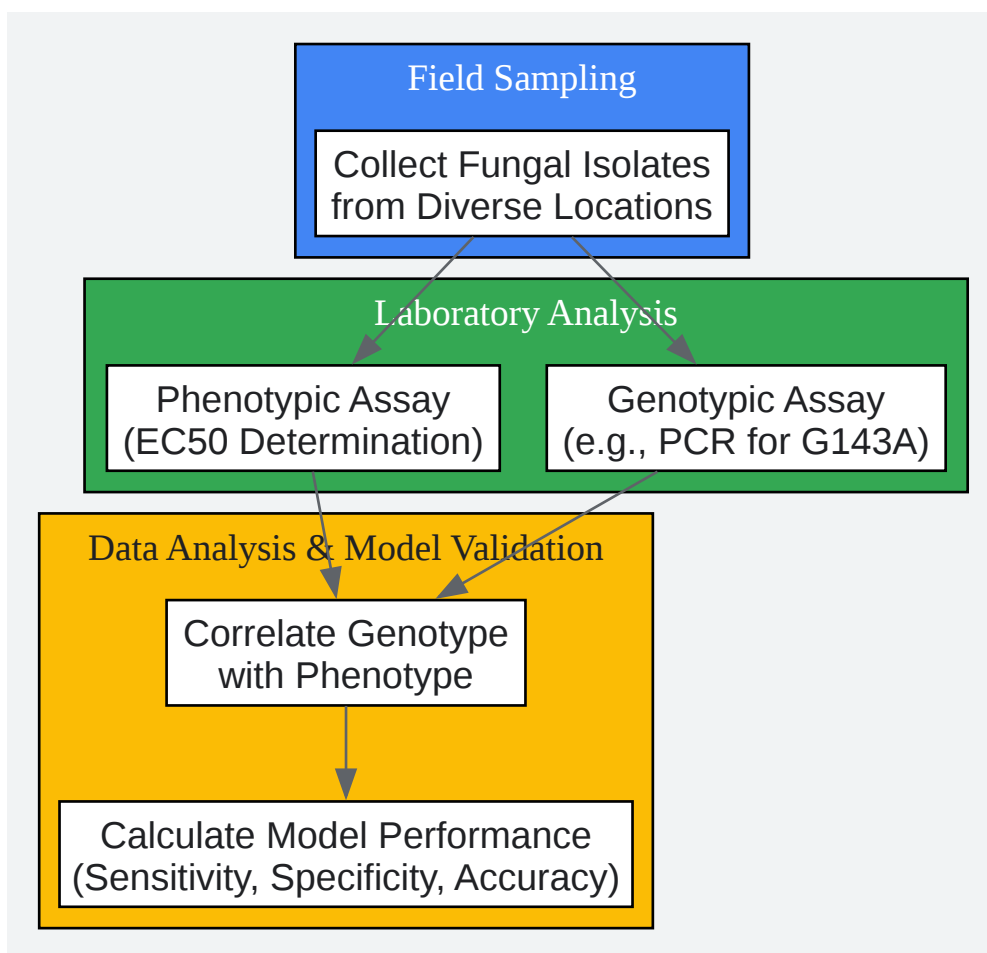 Field Sampling
Collect Fungal Isolates
from Diverse Locations
Laboratory Analysis
Phenotypic Assay
(EC50 Determination)
Genotypic Assay
(e.g., PCR for G143A)
Data Analysis & Model Validation
Correlate Genotype
with Phenotype
Calculate Model Performance
(Sensitivity, Specificity, Accuracy)